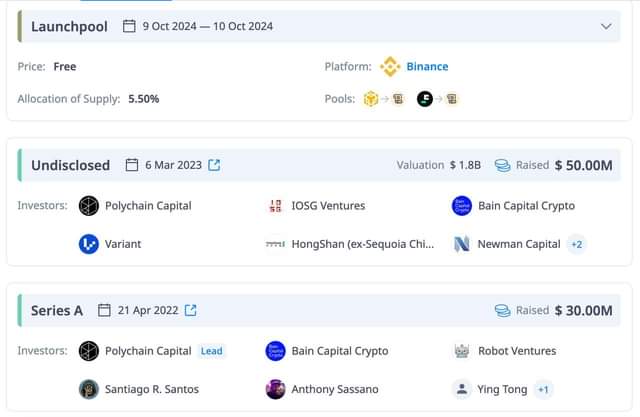 Launchpool 9 Oct 2024 — 10 Oct 2024
Price: Free Platform: Binance
Allocation of Supply: 5.50% Pools:
Undisclosed 6 Mar 2023 Valuation $ 1.8B Raised $ 50.00M
Investors: Polychain Capital IOSG Ventures Bain Capital Crypto
Variant HongShan (ex-Sequoia Chi... Newman Capital +2
Series A 21 Apr 2022 Raised $ 30.00M
Investors: Polychain Capital Lead Bain Capital Crypto Robot Ventures
Santiago R. Santos Anthony Sassano Ying Tong +1